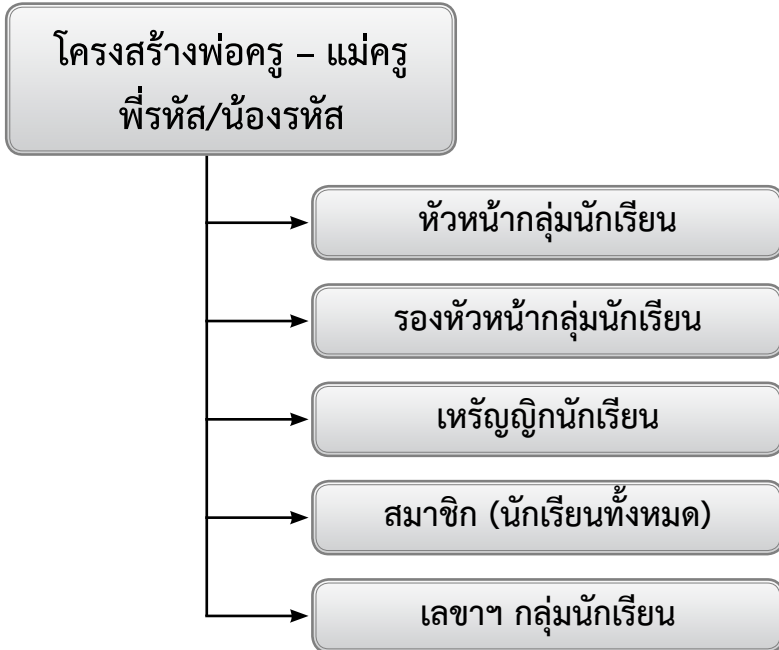 โครงสร้างพ่อครู – แม่ครู
พี่รหัส/น้องรหัส
หัวหน้ากลุ่มนักเรียน
รองหัวหน้ากลุ่มนักเรียน
เหรัญญิกนักเรียน
สมาชิก (นักเรียนทั้งหมด)
เลขาฯ กลุ่มนักเรียน